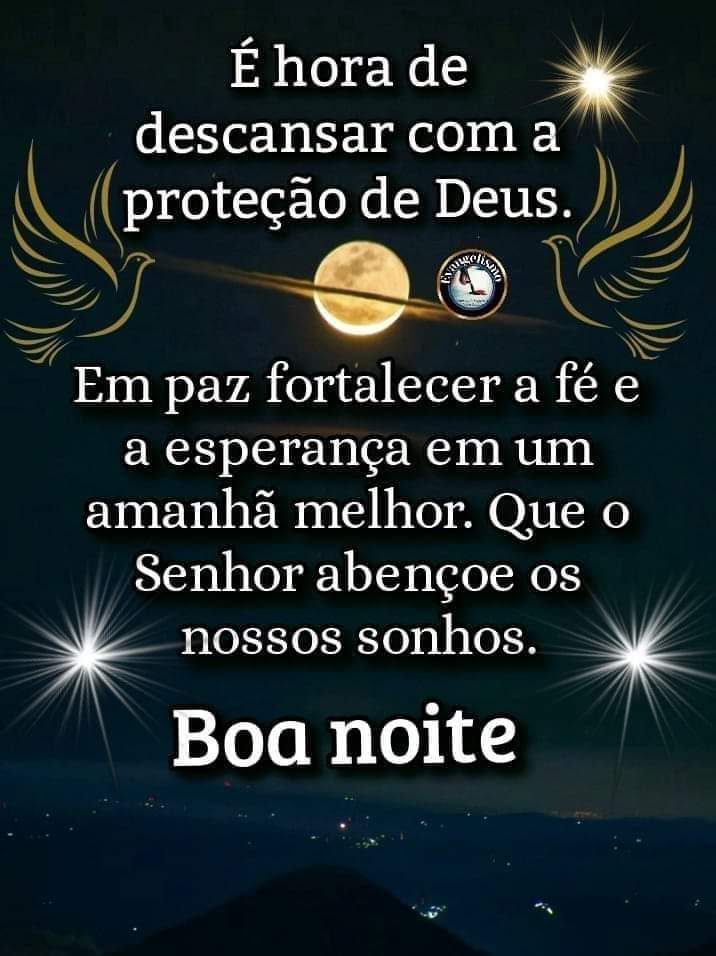 É hora de
descansar com a
proteção de Deus.
Evangelismo
Em paz fortalecer a fé e
a esperança em um
amanhã melhor. Que o
Senhor abençoe os
nossos sonhos.
Boa noite